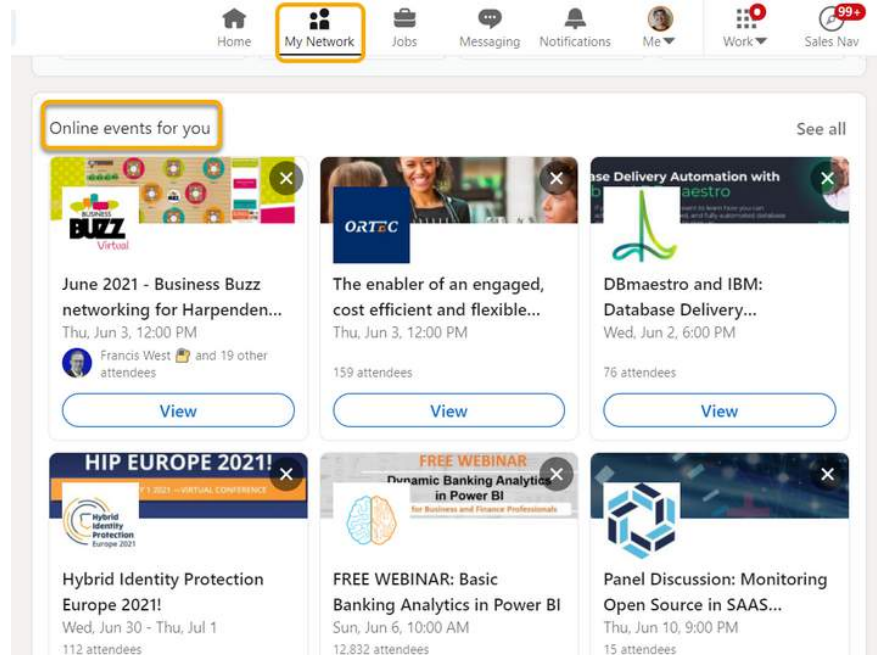 99+
Home My Network Jobs Messaging Notifications Me Work Sales Nav
Online events for you See all
BUSINESS
BUZZ
Virtual
June 2021 - Business Buzz
networking for Harpenden...
Thu, Jun 3, 12:00 PM
Francis West and 19 other
attendees
View
ORTEC
The enabler of an engaged,
cost efficient and flexible...
Thu, Jun 3, 12:00 PM
159 attendees
View
ase Delivery Automation with
aestro
DBmaestro and IBM:
Database Delivery...
Wed, Jun 2, 6:00 PM
76 attendees
View
HIP EUROPE 2021!
Y 1 2021 - VIRTUAL CONFERENCE
Hybrid
Identity
Protection
Europe 2021
Hybrid Identity Protection
Europe 2021!
Wed, Jun 30 - Thu, Jul 1
112 attendees
FREE WEBINAR
Dynamic Banking Analytics
in Power BI
for Business and Finance Professionals
FREE WEBINAR: Basic
Banking Analytics in Power BI
Sun, Jun 6, 10:00 AM
12,832 attendees
Panel Discussion: Monitoring
Open Source in SAAS...
Thu, Jun 10, 9:00 PM
15 attendees